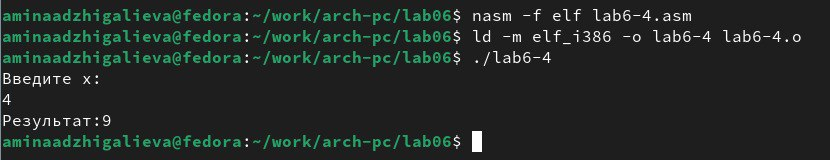 aminaadzhigalieva@fedora:~/work/arch-pc/lab06$ nasm -f elf lab6-4.asm
aminaadzhigalieva@fedora:~/work/arch-pc/lab06$ ld -m elf_i386 -o lab6-4 lab6-4.o
aminaadzhigalieva@fedora:~/work/arch-pc/lab06$ ./lab6-4
Введите x:
4
Результат:9
aminaadzhigalieva@fedora:~/work/arch-pc/lab06$